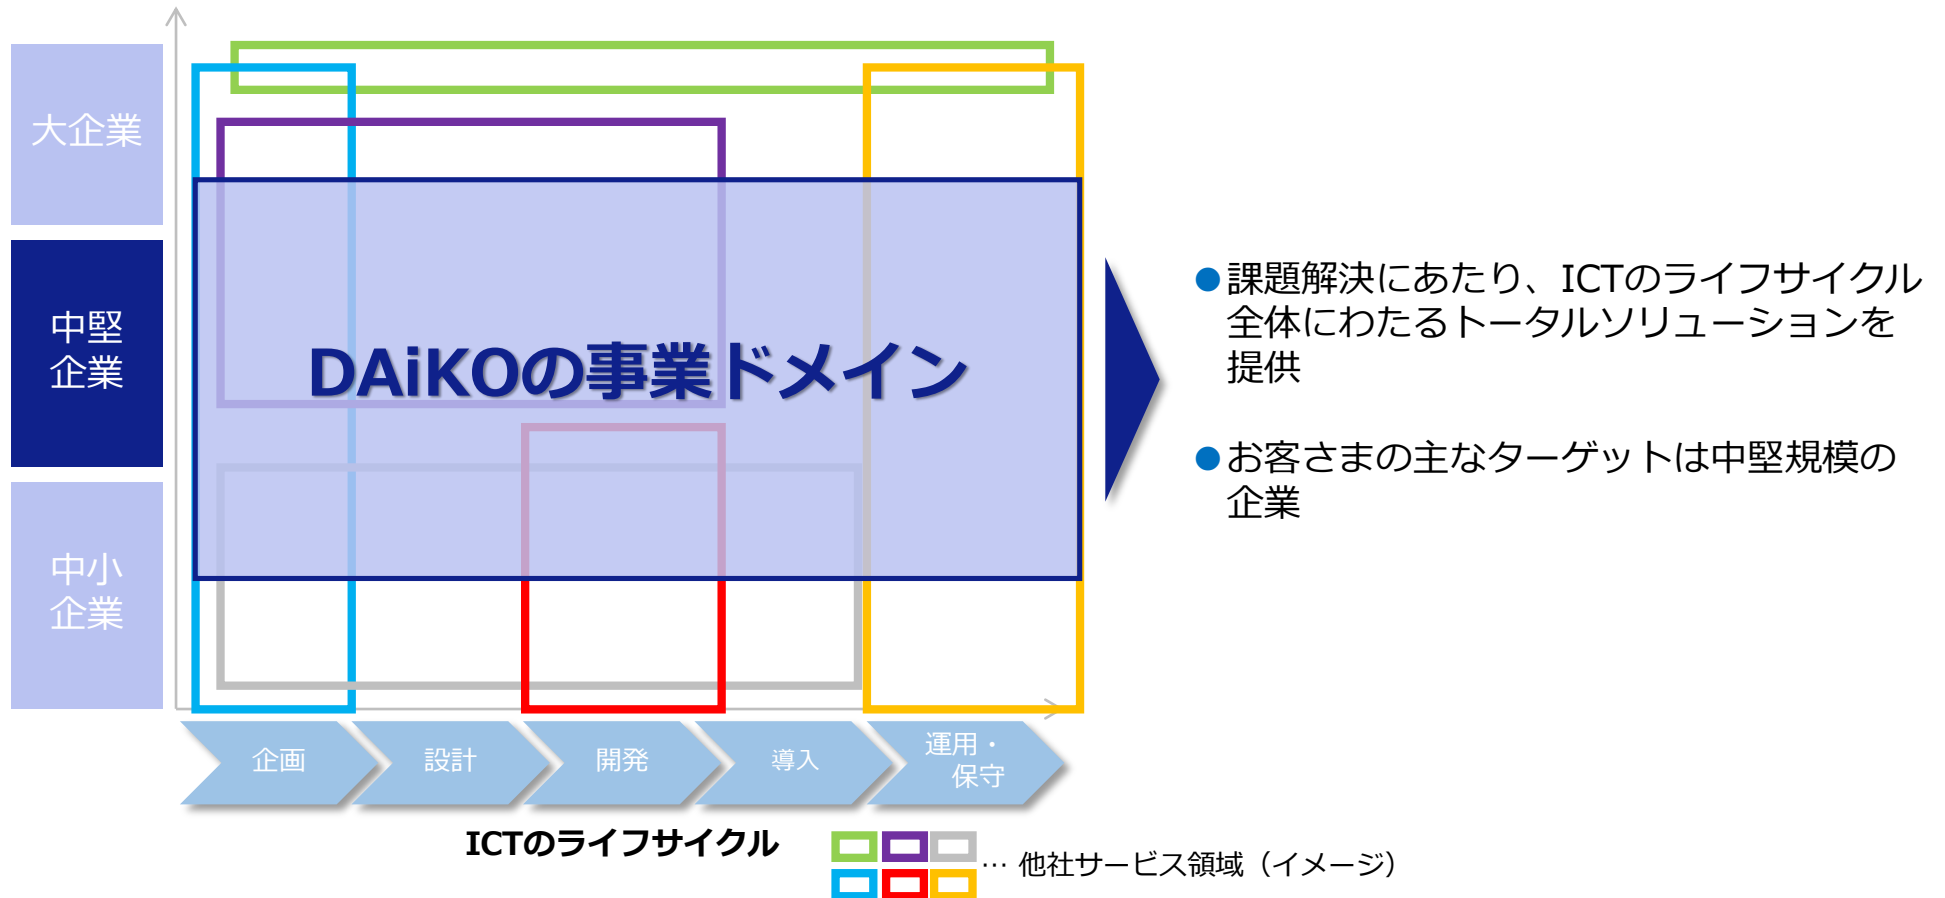 大企業
中堅
企業
中小
企業
DAiKOの事業ドメイン
企画
設計
開発
導入
運用・
保守
ICTのライフサイクル
… 他社サービス領域（イメージ）
●課題解決にあたり、ICTのライフサイクル
全体にわたるトータルソリューションを
提供
●お客さまの主なターゲットは中堅規模の
企業